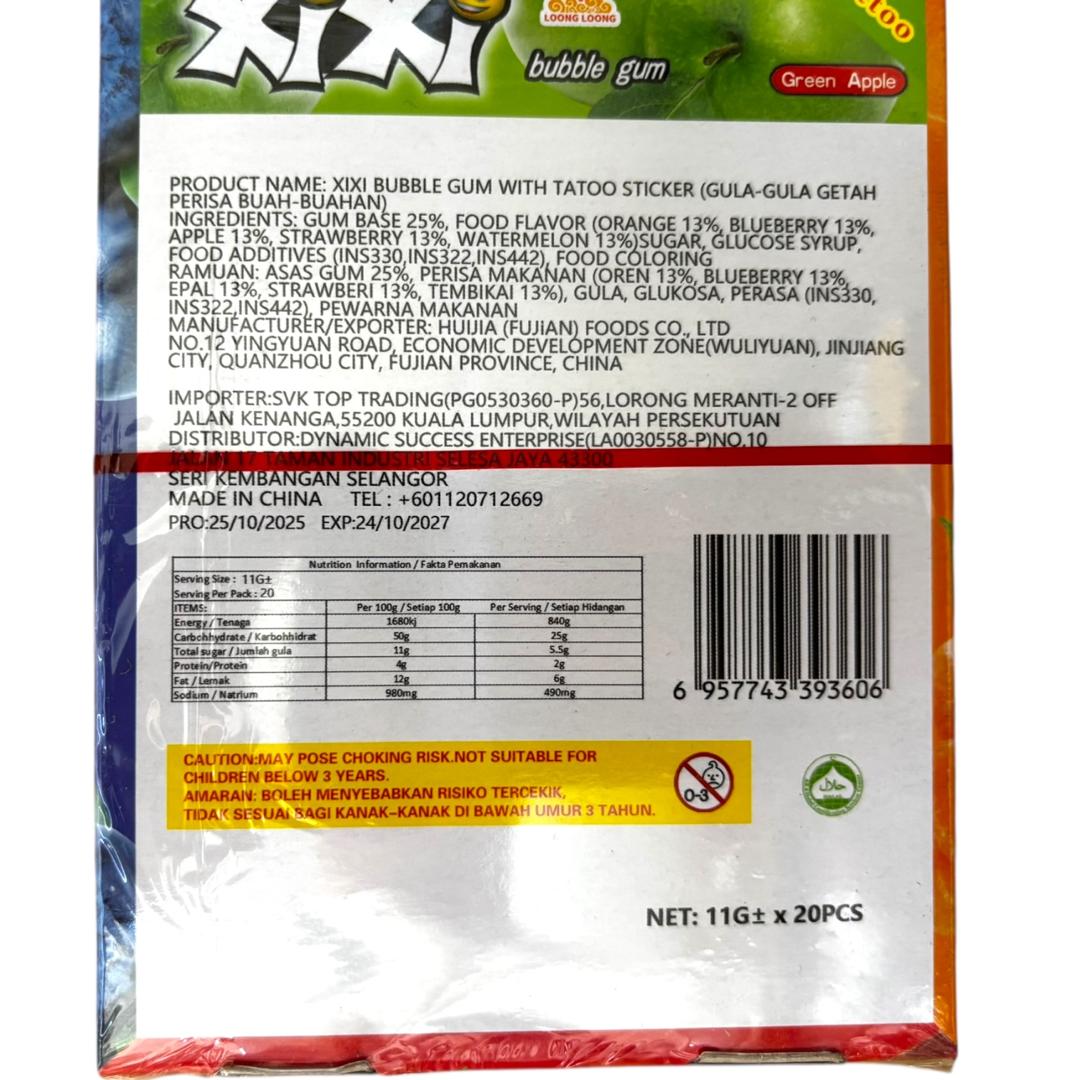 xixi
LOONG LOONG
bubble gum
Green Apple
PRODUCT NAME: XIXI BUBBLE GUM WITH TATOO STICKER (GULA-GULA GETAH
PERISA BUAH-BUAHAN)
INGREDIENTS: GUM BASE 25%, FOOD FLAVOR (ORANGE 13%, BLUEBERRY 13%,
APPLE 13%, STRAWBERRY 13%, WATERMELON 13%)SUGAR, GLUCOSE SYRUP,
FOOD ADDITIVES (INS330,INS322,INS442), FOOD COLORING
RAMUAN: ASAS GUM 25%, PERISA MAKANAN (OREN 13%, BLUEBERRY 13%,
EPAL 13%, STRAWBERI 13%, TEMBIKAI 13%), GULA, GLUKOSA, PERASA (INS330,
INS322,INS442), PEWARNA MAKANAN
MANUFACTURER/EXPORTER: HUIJIA (FUJIAN) FOODS CO., LTD
NO.12 YINGYUAN ROAD, ECONOMIC DEVELOPMENT ZONE(WULIYUAN), JINJIANG
CITY, QUANZHOU CITY, FUJIAN PROVINCE, CHINA
IMPORTER:SVK TOP TRADING(PG0530360-P)56,LORONG MERANTI-2 OFF
JALAN KENANGA,55200 KUALA LUMPUR,WILAYAH PERSEKUTUAN
DISTRIBUTOR:DYNAMIC SUCCESS ENTERPRISE(LA0030558-P)NO.10
JALAN 17 TAMAN INDUSTRI SELESA JAYA 43300
SERI KEMBANGAN SELANGOR
MADE IN CHINA TEL : +601120712669
PRO:25/10/2025 EXP:24/10/2027
Nutrition Information / Fakta Pemakanan
Serving Size : 11G±
Serving Per Pack : 20
ITEMS: Per 100g / Setiap 100g Per Serving / Setiap Hidangan
Energy / Tenaga 1680kj 840g
Carbohhydrate / Karbohhidrat 50g 25g
Total sugar / Jumlah gula 11g 5.5g
Protein/Protein 4g 2g
Fat / Lemak 12g 6g
Sodium / Natrium 980mg 490mg
6 957743 393606
CAUTION:MAY POSE CHOKING RISK.NOT SUITABLE FOR
CHILDREN BELOW 3 YEARS.
AMARAN: BOLEH MENYEBABKAN RISIKO TERCEKIK,
TIDAK SESUAI BAGI KANAK-KANAK DI BAWAH UMUR 3 TAHUN.
0-3
حلال
NET: 11G± x 20PCS